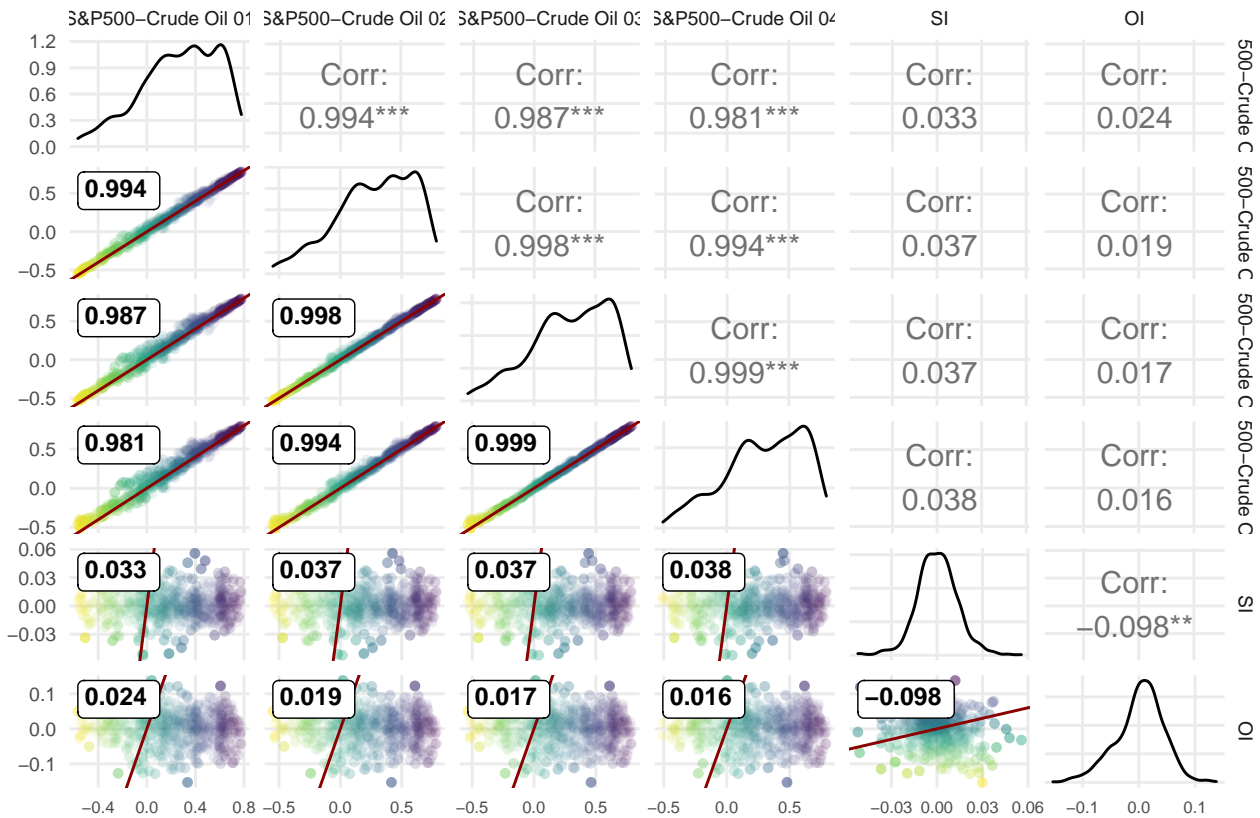 S&P500–Crude Oil 01 S&P500–Crude Oil 02 S&P500–Crude Oil 03 S&P500–Crude Oil 04 SI OI
1.2
0.9
0.6
0.3
0.0
Corr: Corr: Corr: Corr: Corr:
0.994*** 0.987*** 0.981*** 0.033 0.024
500–Crude C
0.5
0.0
−0.5
0.994
Corr: Corr: Corr: Corr:
0.998*** 0.994*** 0.037 0.019
500–Crude C
0.5
0.0
−0.5
0.987 0.998
Corr: Corr: Corr:
0.999*** 0.037 0.017
500–Crude C
0.5
0.0
−0.5
0.981 0.994 0.999
Corr: Corr:
0.038 0.016
500–Crude C
0.06
0.03
0.00
−0.03
0.033 0.037 0.037 0.038
Corr:
−0.098**
SI
0.1
0.0
−0.1
0.024 0.019 0.017 0.016 −0.098
OI
−0.4 0.0 0.4 0.8 −0.5 0.0 0.5 −0.5 0.0 0.5 −0.5 0.0 0.5 −0.03 0.00 0.03 0.06 −0.1 0.0 0.1